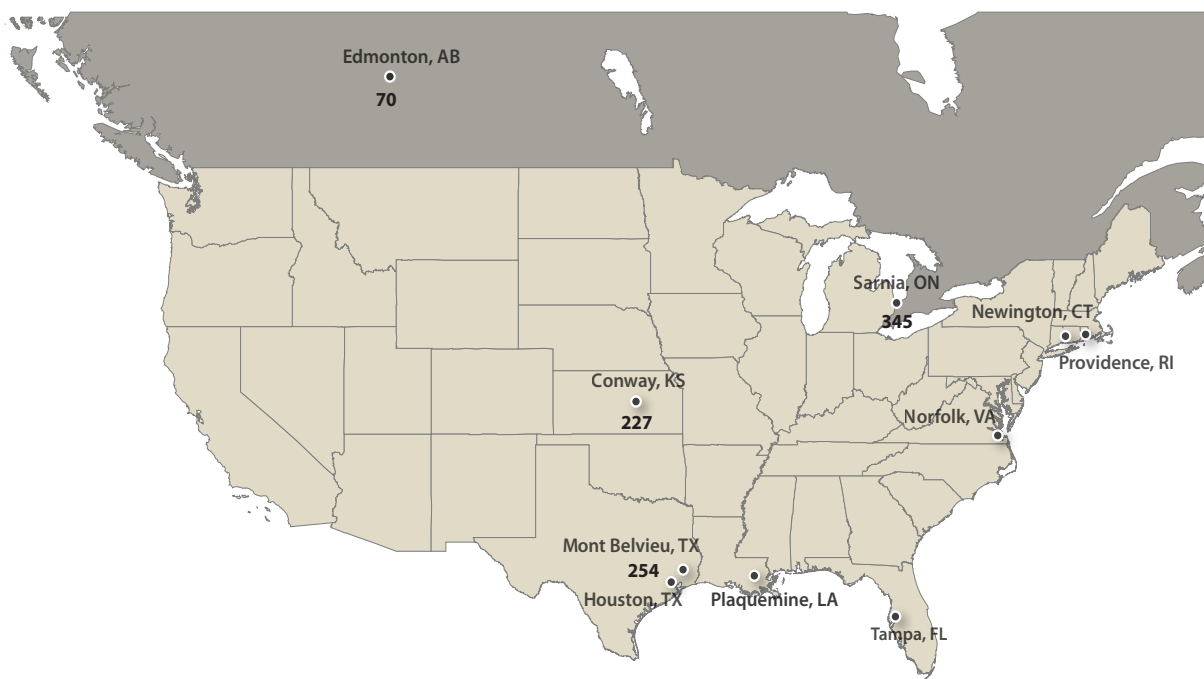 Edmonton, AB
70
Sarnia, ON
345
Newington, CT
Providence, RI
Conway, KS
227
Norfolk, VA
Mont Belvieu, TX
254
Houston, TX
Plaquemine, LA
Tampa, FL